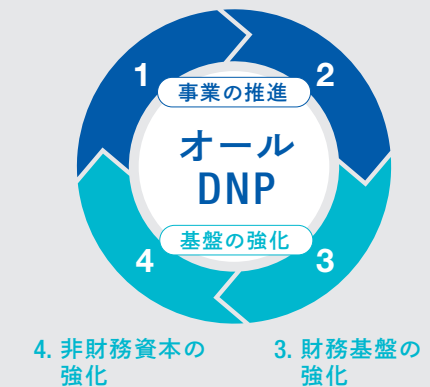 1
2
事業の推進
オール
DNP
基盤の強化
4
3
4. 非財務資本の
強化
3. 財務基盤の
強化